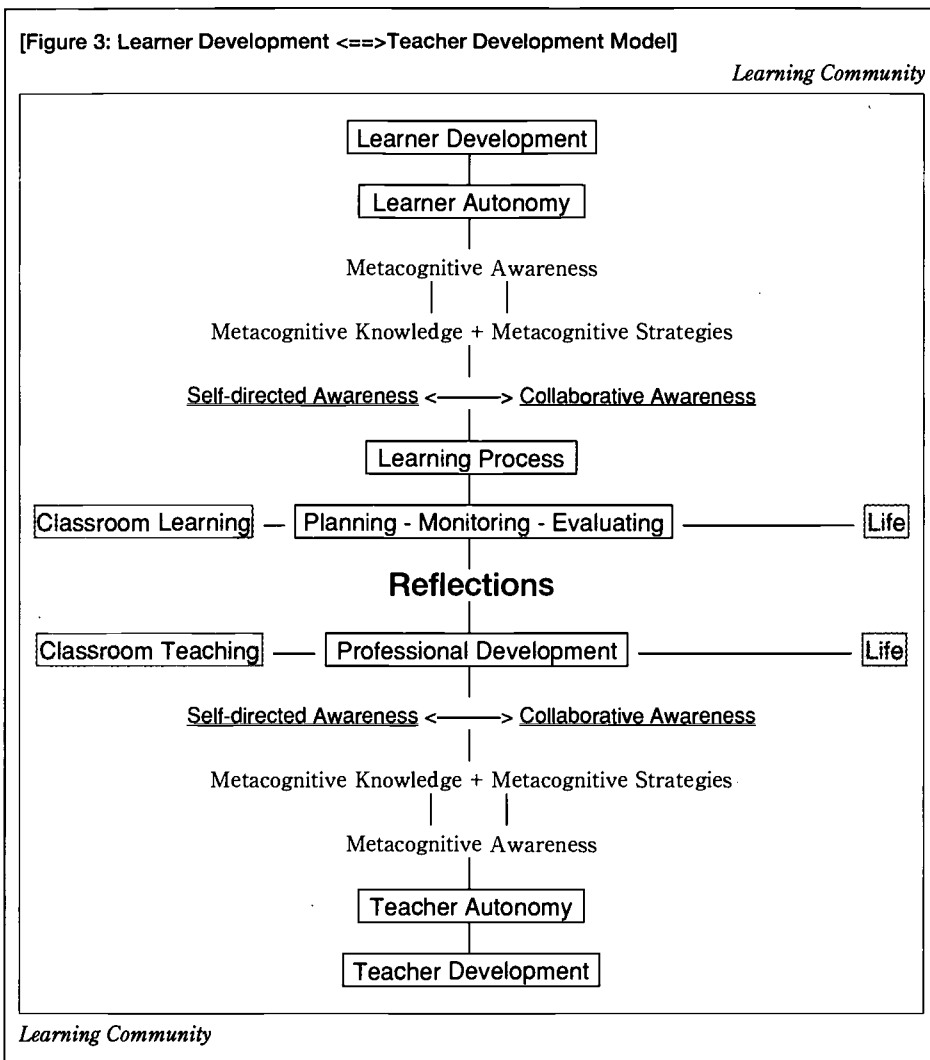 [Figure 3: Learner Development <==>Teacher Development Model]
Learning Community
Learner Development
Learner Autonomy
Metacognitive Awareness
Metacognitive Knowledge + Metacognitive Strategies
Self-directed Awareness <———> Collaborative Awareness
Learning Process
Classroom Learning — Planning - Monitoring - Evaluating ——— Life
Reflections
Classroom Teaching — Professional Development ——— Life
Self-directed Awareness <———> Collaborative Awareness
Metacognitive Knowledge + Metacognitive Strategies
Metacognitive Awareness
Teacher Autonomy
Teacher Development
Learning Community